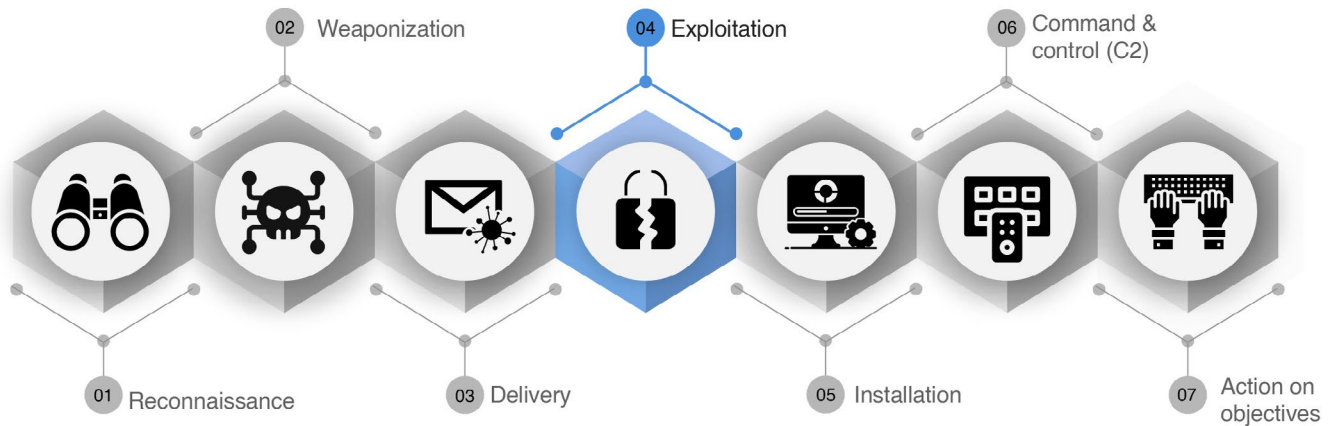 01
Reconnaissance
02
Weaponization
03
Delivery
04
Exploitation
05
Installation
06
Command &
control (C2)
07
Action on
objectives